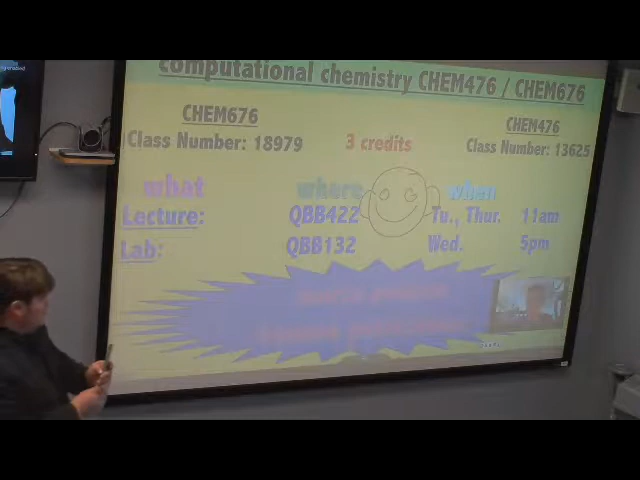 computational chemistry CHEM476 / CHEM676
CHEM676 CHEM476
Class Number: 18979 3 credits Class Number: 13625
what where when
Lecture: QBB422 Tu., Thur. 11am
Lab: QBB132 Wed. 5pm